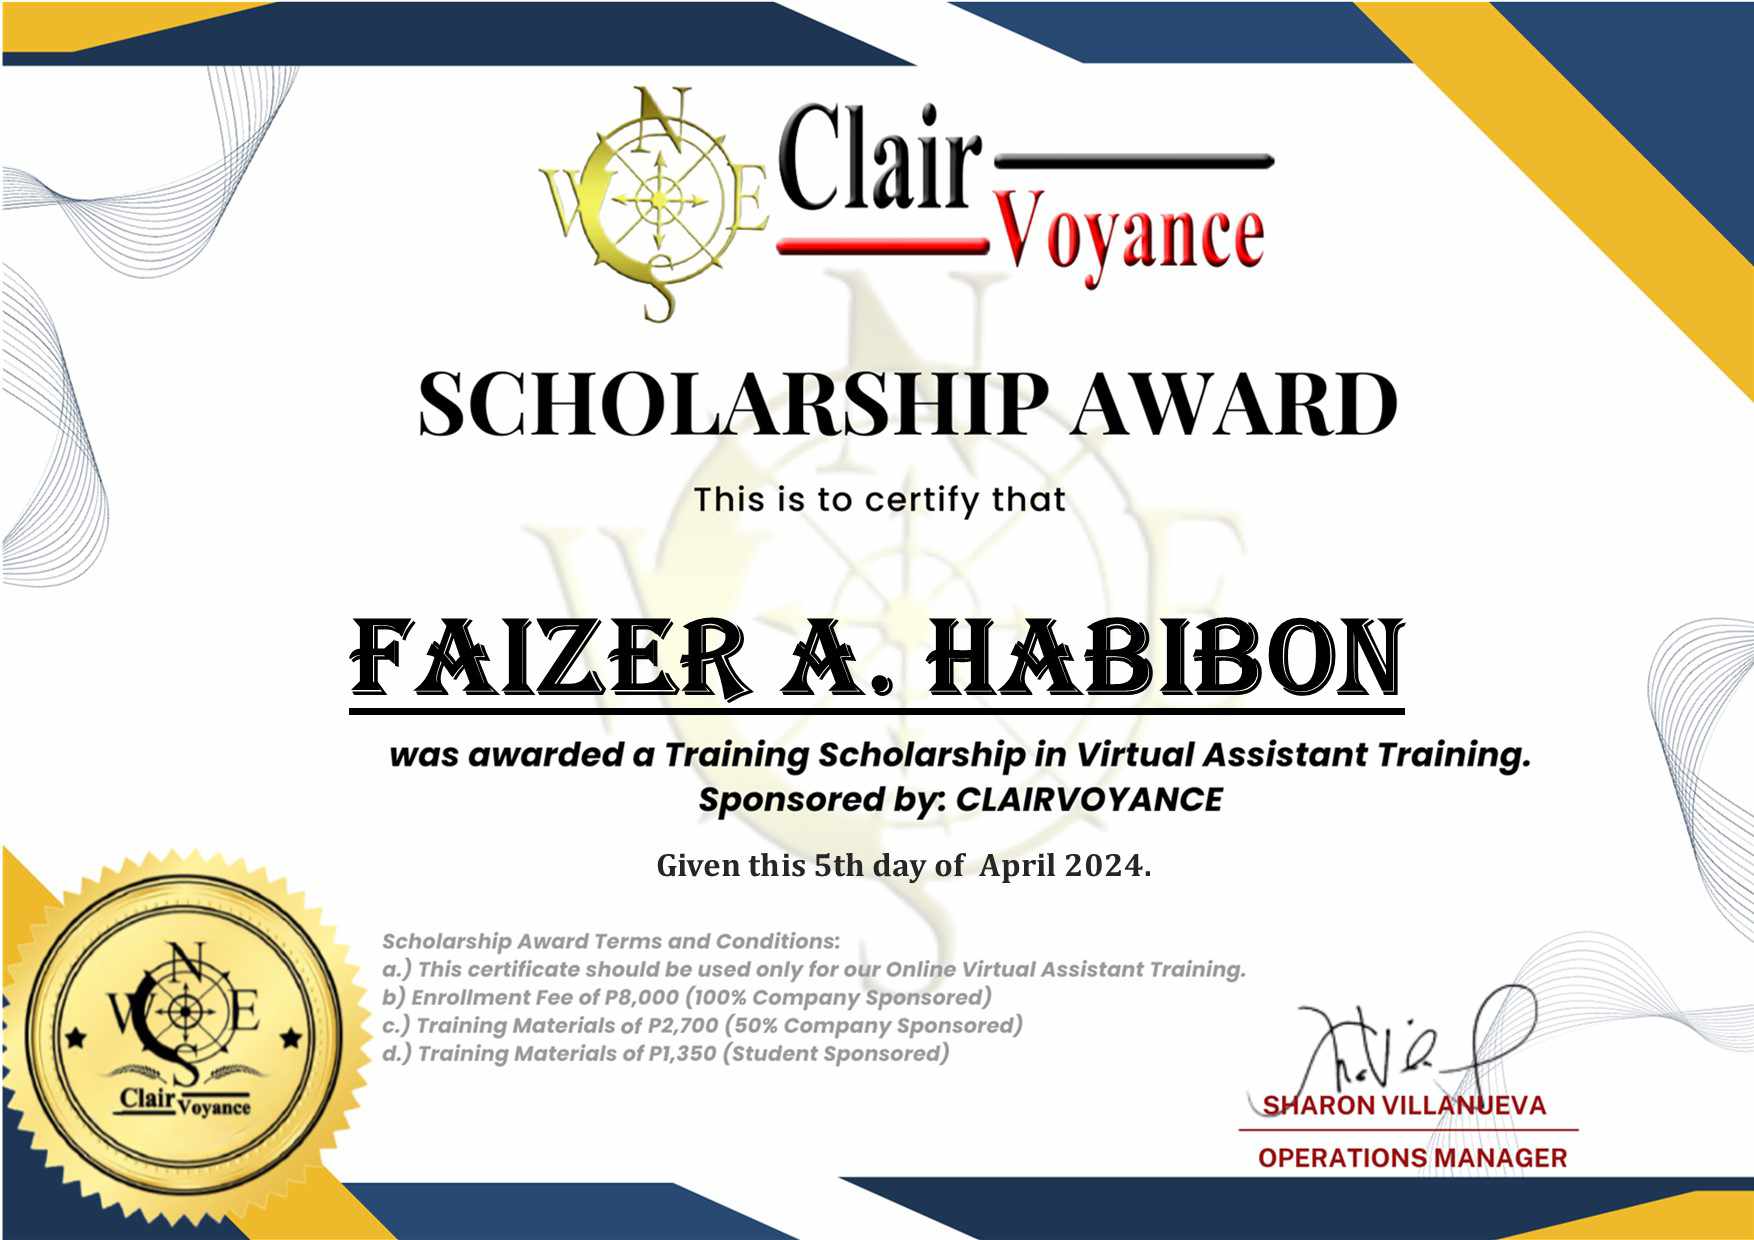 N
W E
S
Clair
Voyance
SCHOLARSHIP AWARD
This is to certify that
FAIZER A. HABIBON
was awarded a Training Scholarship in Virtual Assistant Training.
Sponsored by: CLAIRVOYANCE
Given this 5th day of April 2024.
Scholarship Award Terms and Conditions:
a.) This certificate should be used only for our Online Virtual Assistant Training.
b) Enrollment Fee of P8,000 (100% Company Sponsored)
c.) Training Materials of P2,700 (50% Company Sponsored)
d.) Training Materials of P1,350 (Student Sponsored)
N
W E
S
Clair
Voyance
SHARON VILLANUEVA
OPERATIONS MANAGER